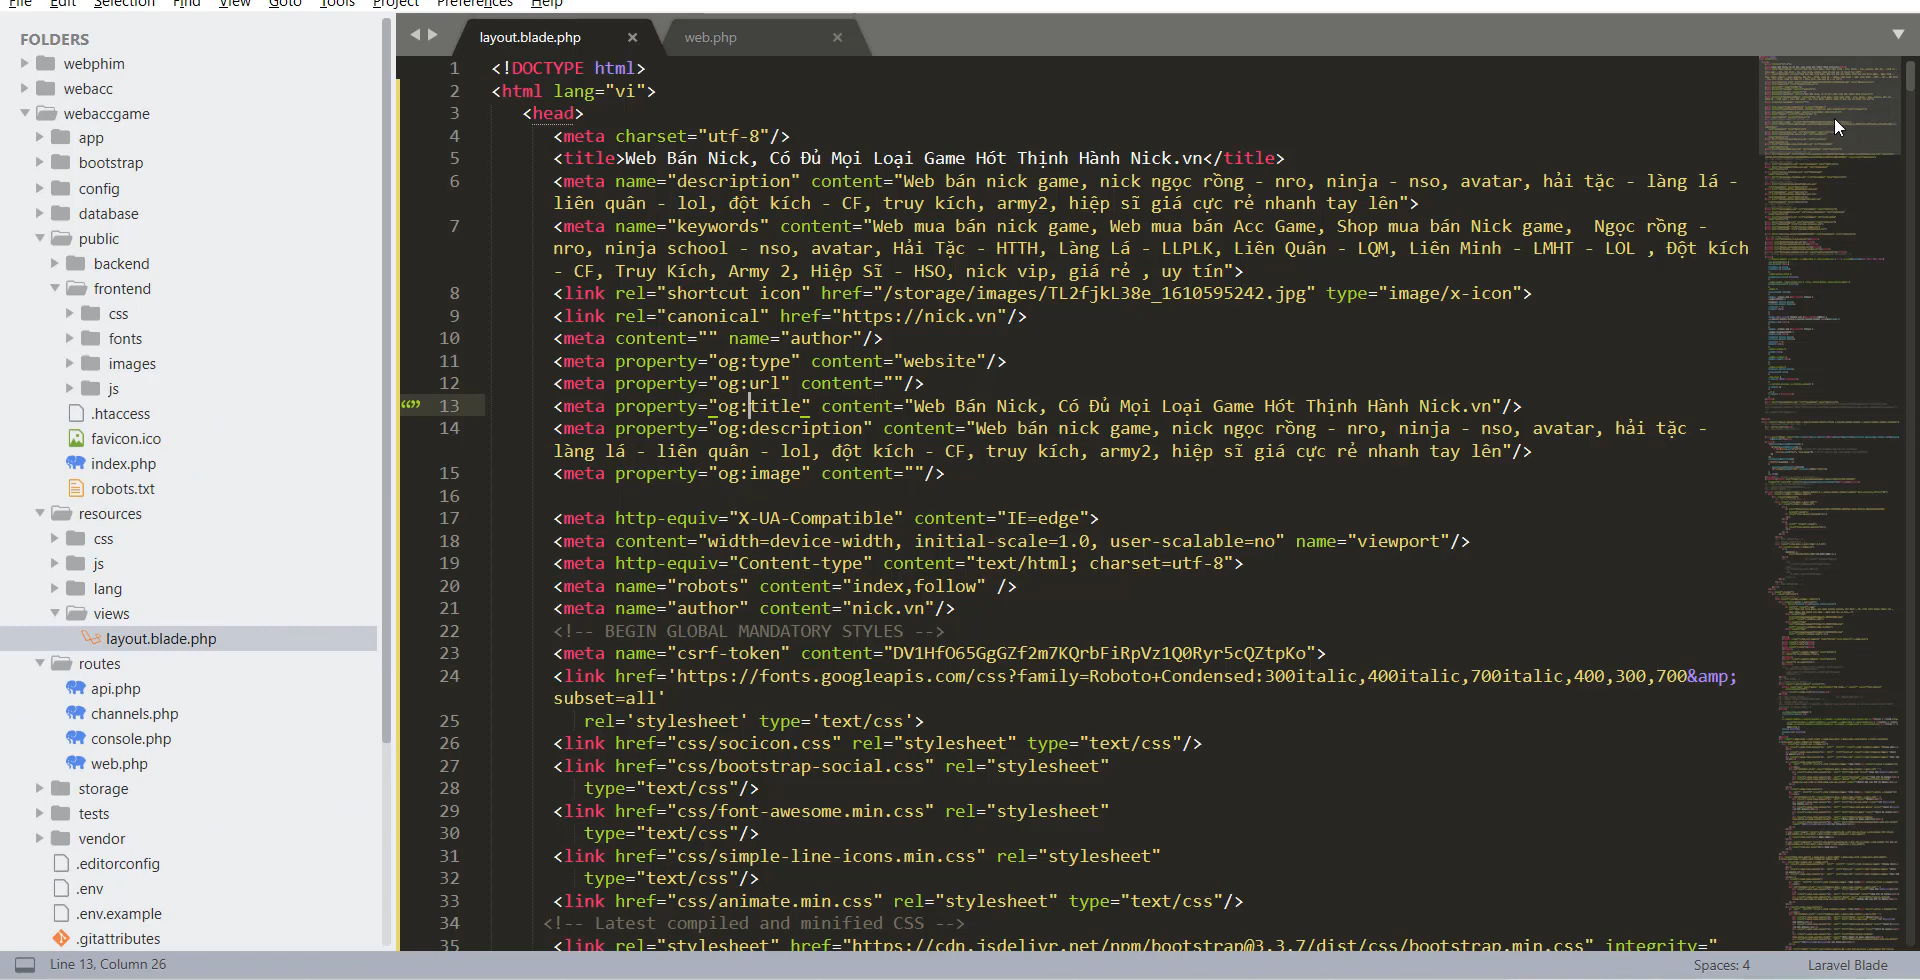 File Edit Selection Find View Goto Tools Project Preferences Help
FOLDERS
webphim
webacc
webaccgame
app
bootstrap
config
database
public
backend
frontend
css
fonts
images
js
.htaccess
favicon.ico
index.php
robots.txt
resources
css
js
lang
views
layout.blade.php
routes
api.php
channels.php
console.php
web.php
storage
tests
vendor
.editorconfig
.env
.env.example
.gitattributes
layout.blade.php × web.php ×
1 <!DOCTYPE html>
2 <html lang="vi">
3 <head>
4 <meta charset="utf-8"/>
5 <title>Web Bán Nick, Có Đủ Mọi Loại Game Hót Thịnh Hành Nick.vn</title>
6 <meta name="description" content="Web bán nick game, nick ngọc rồng - nro, ninja - nso, avatar, hải tặc - làng lá -
liên quân - lol, đột kích - CF, truy kích, army2, hiệp sĩ giá cực rẻ nhanh tay lên">
7 <meta name="keywords" content="Web mua bán nick game, Web mua bán Acc Game, Shop mua bán Nick game,  Ngọc rồng -
nro, ninja school - nso, avatar, Hải Tặc - HTTH, Làng Lá - LLPLK, Liên Quân - LQM, Liên Minh - LMHT - LOL , Đột kích
- CF, Truy Kích, Army 2, Hiệp Sĩ - HSO, nick vip, giá rẻ , uy tín">
8 <link rel="shortcut icon" href="/storage/images/TL2fjkL38e_1610595242.jpg" type="image/x-icon">
9 <link rel="canonical" href="https://nick.vn"/>
10 <meta content="" name="author"/>
11 <meta property="og:type" content="website"/>
12 <meta property="og:url" content=""/>
13 <meta property="og:title" content="Web Bán Nick, Có Đủ Mọi Loại Game Hót Thịnh Hành Nick.vn"/>
14 <meta property="og:description" content="Web bán nick game, nick ngọc rồng - nro, ninja - nso, avatar, hải tặc -
làng lá - liên quân - lol, đột kích - CF, truy kích, army2, hiệp sĩ giá cực rẻ nhanh tay lên"/>
15 <meta property="og:image" content=""/>
16
17 <meta http-equiv="X-UA-Compatible" content="IE=edge">
18 <meta content="width=device-width, initial-scale=1.0, user-scalable=no" name="viewport"/>
19 <meta http-equiv="Content-type" content="text/html; charset=utf-8">
20 <meta name="robots" content="index,follow" />
21 <meta name="author" content="nick.vn"/>
22 <!-- BEGIN GLOBAL MANDATORY STYLES -->
23 <meta name="csrf-token" content="DV1HfO65GgGZf2m7KQrbFiRpVz1Q0Ryr5cQZtpKo">
24 <link href='https://fonts.googleapis.com/css?family=Roboto+Condensed:300italic,400italic,700italic,400,300,700&amp;
subset=all'
25 rel='stylesheet' type='text/css'>
26 <link href="css/socicon.css" rel="stylesheet" type="text/css"/>
27 <link href="css/bootstrap-social.css" rel="stylesheet"
28 type="text/css"/>
29 <link href="css/font-awesome.min.css" rel="stylesheet"
30 type="text/css"/>
31 <link href="css/simple-line-icons.min.css" rel="stylesheet"
32 type="text/css"/>
33 <link href="css/animate.min.css" rel="stylesheet" type="text/css"/>
34 <!-- Latest compiled and minified CSS -->
35 <link rel="stylesheet" href="https://cdn.jsdelivr.net/npm/bootstrap@3.3.7/dist/css/bootstrap.min.css" integrity="
Line 13, Column 26
Spaces: 4
Laravel Blade